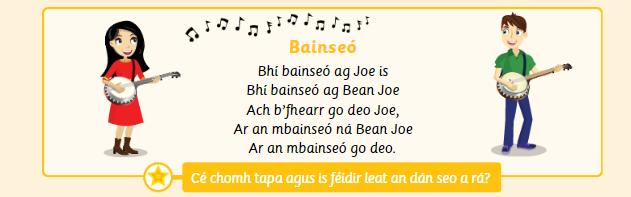 Bainseó
Bhí bainseó ag Joe is
Bhí bainseó ag Bean Joe
Ach b'fhearr go deo Joe,
Ar an mbainseó ná Bean Joe
Ar an mbainseó go deo.
Cé chomh tapa agus is féidir leat an dán seo a rá?